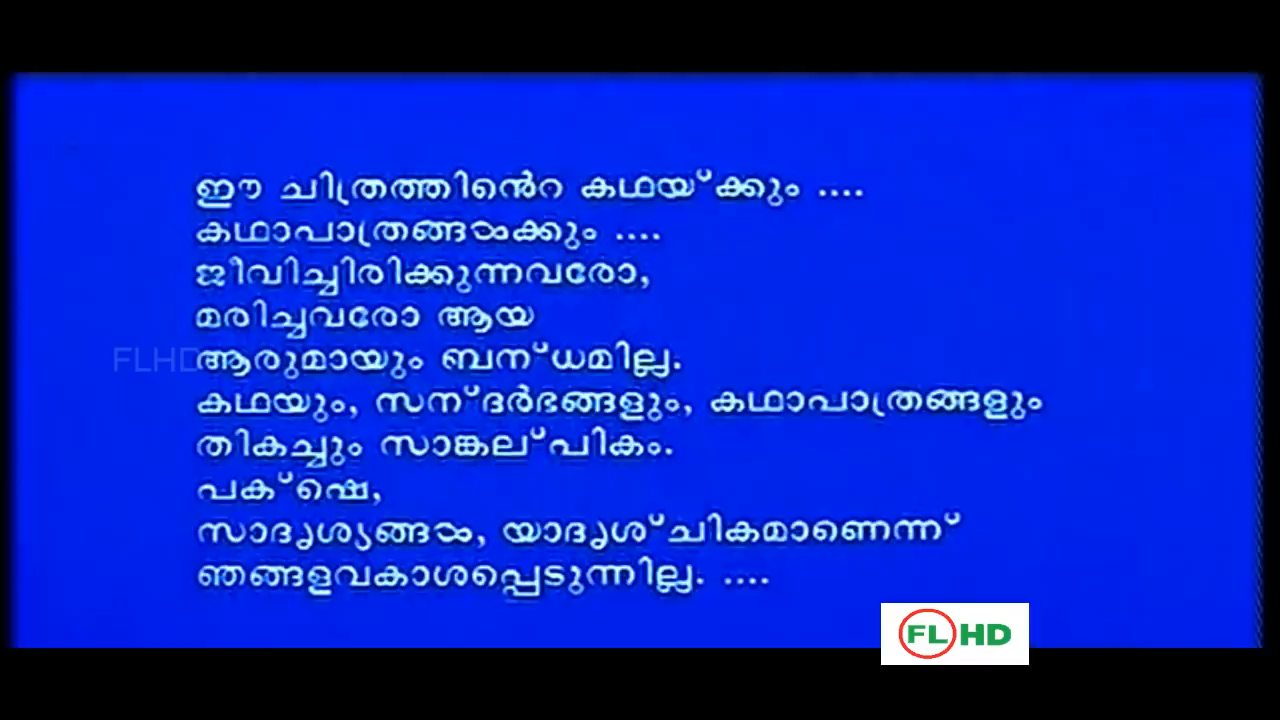 ഈ ചിത്രത്തിൻെറ കഥയ്ക്കും ....
കഥാപാത്രങ്ങൾക്കും ....
ജീവിച്ചിരിക്കുന്നവരോ,
മരിച്ചവരോ ആയ
FLHD
ആരുമായും ബന്ധമില്ല.
കഥയും, സന്ദർഭങ്ങളും, കഥാപാത്രങ്ങളും
തികച്ചും സാങ്കല്പികം.
പക്ഷെ,
സാദൃശ്യങ്ങൾ, യാദൃശ്ചികമാണെന്ന്
ഞങ്ങളവകാശപ്പെടുന്നില്ല. ....
FL HD